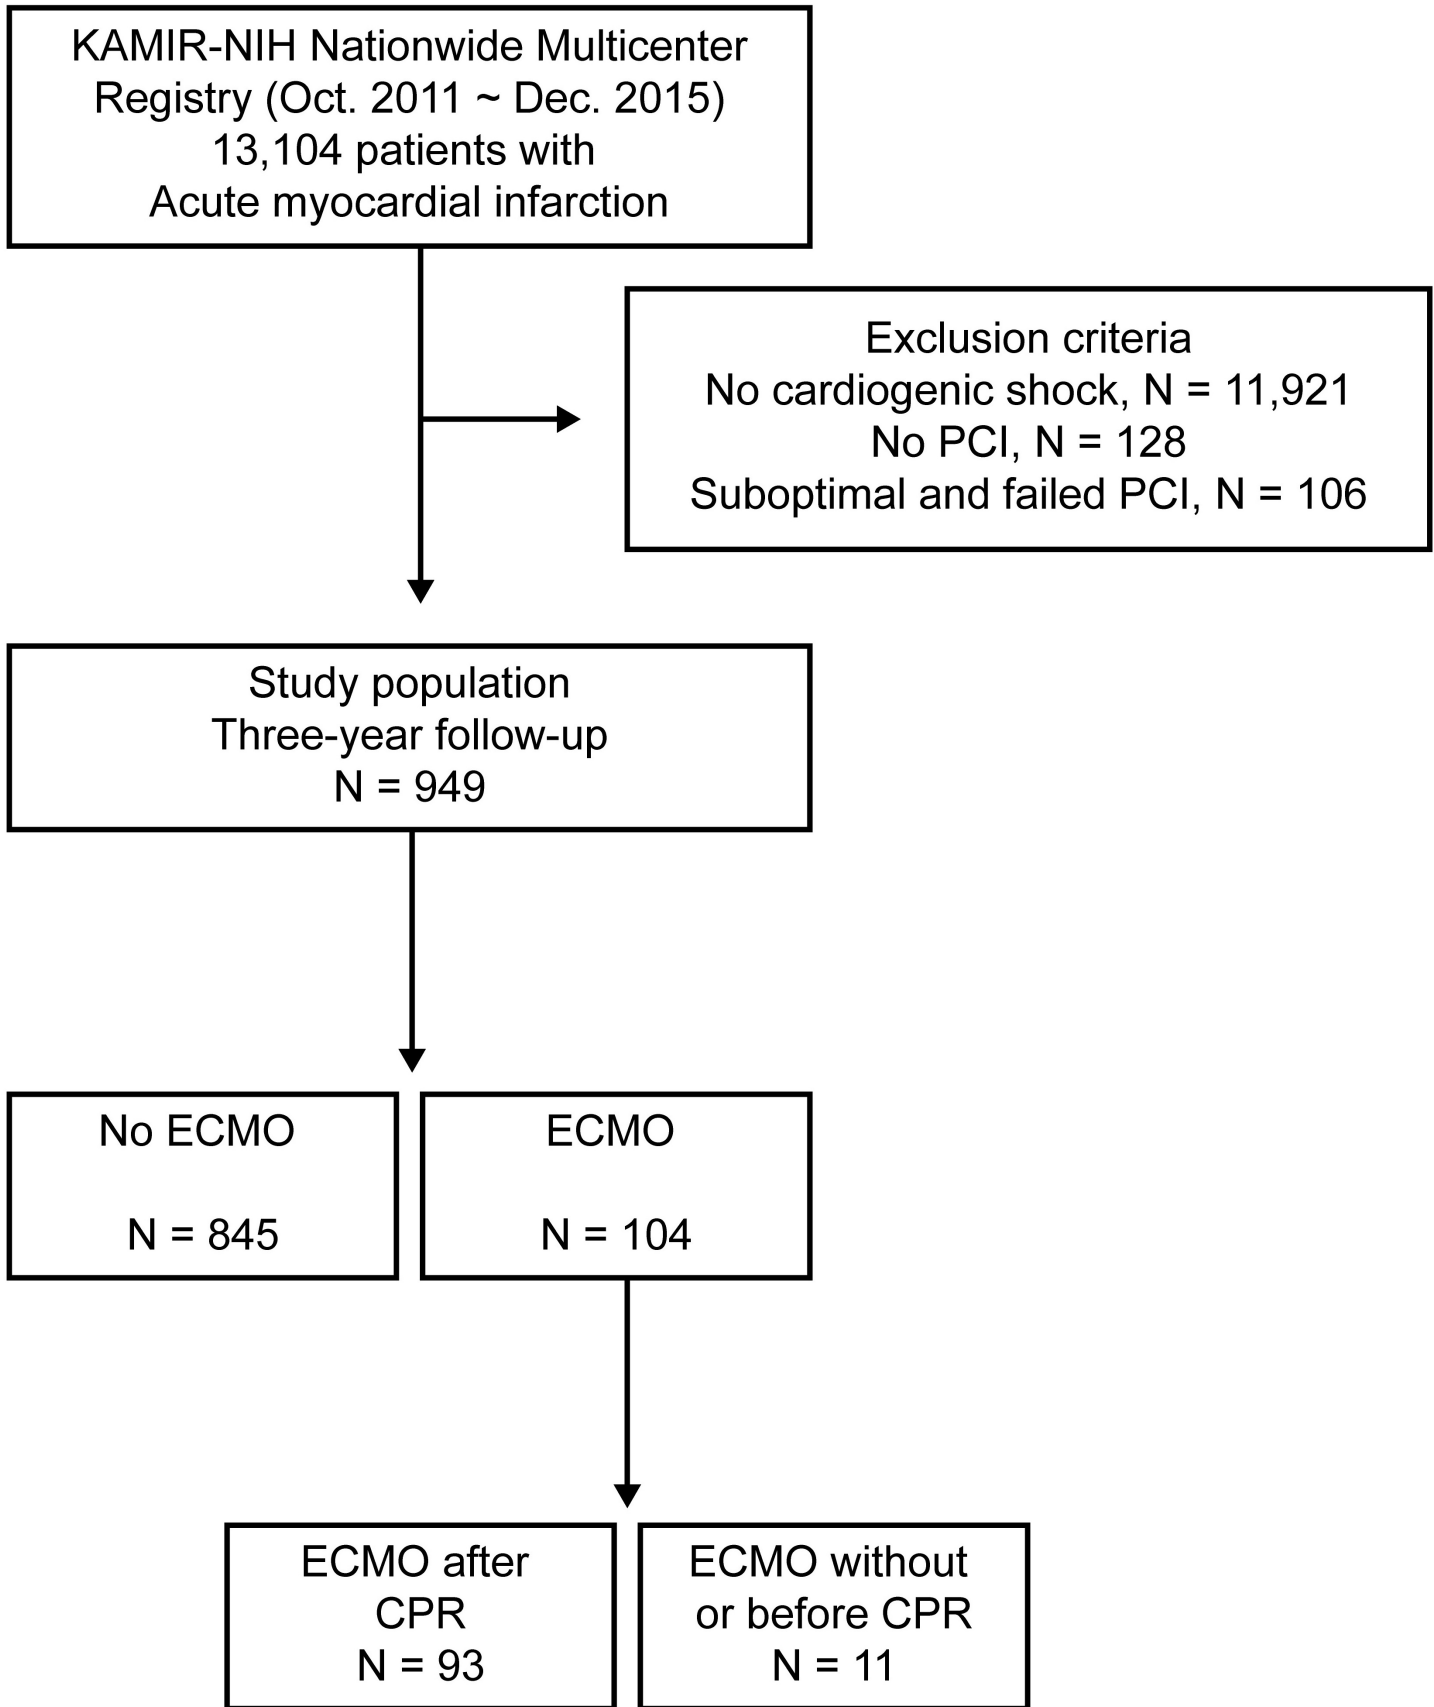 KAMIR-NIH Nationwide Multicenter
Registry (Oct. 2011 ~ Dec. 2015)
13,104 patients with
Acute myocardial infarction
Exclusion criteria
No cardiogenic shock, N = 11,921
No PCI, N = 128
Suboptimal and failed PCI, N = 106
Study population
Three-year follow-up
N = 949
No ECMO
N = 845
ECMO
N = 104
ECMO after
CPR
N = 93
ECMO without
or before CPR
N = 11